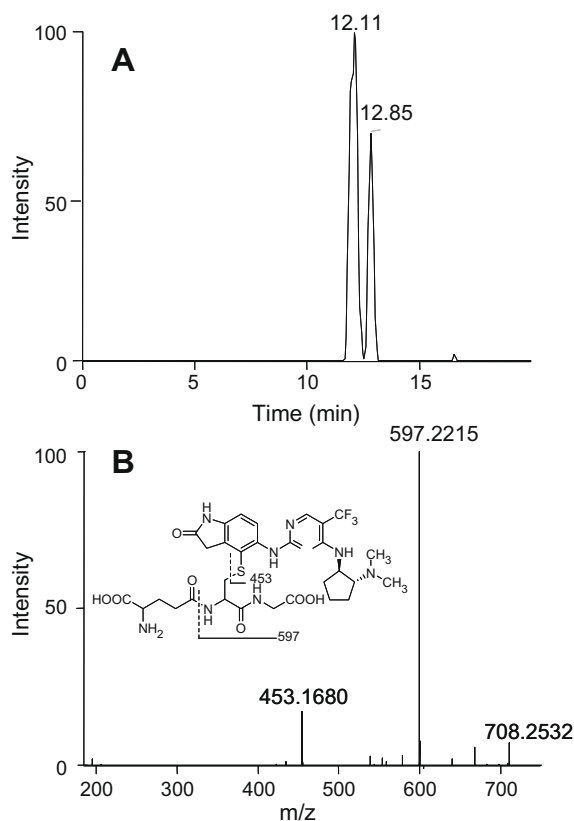 A
12.11
12.85
100
50
0
Intensity
0 5 10 15
Time (min)
B
597.2215
100
50
0
Intensity
H
N
O
N
CF3
N
H
N
NH
S
453
N
CH3
CH3
O
HOOC
NH2
N
H
O
H
N
COOH
597
453.1680
708.2532
200 300 400 500 600 700
m/z